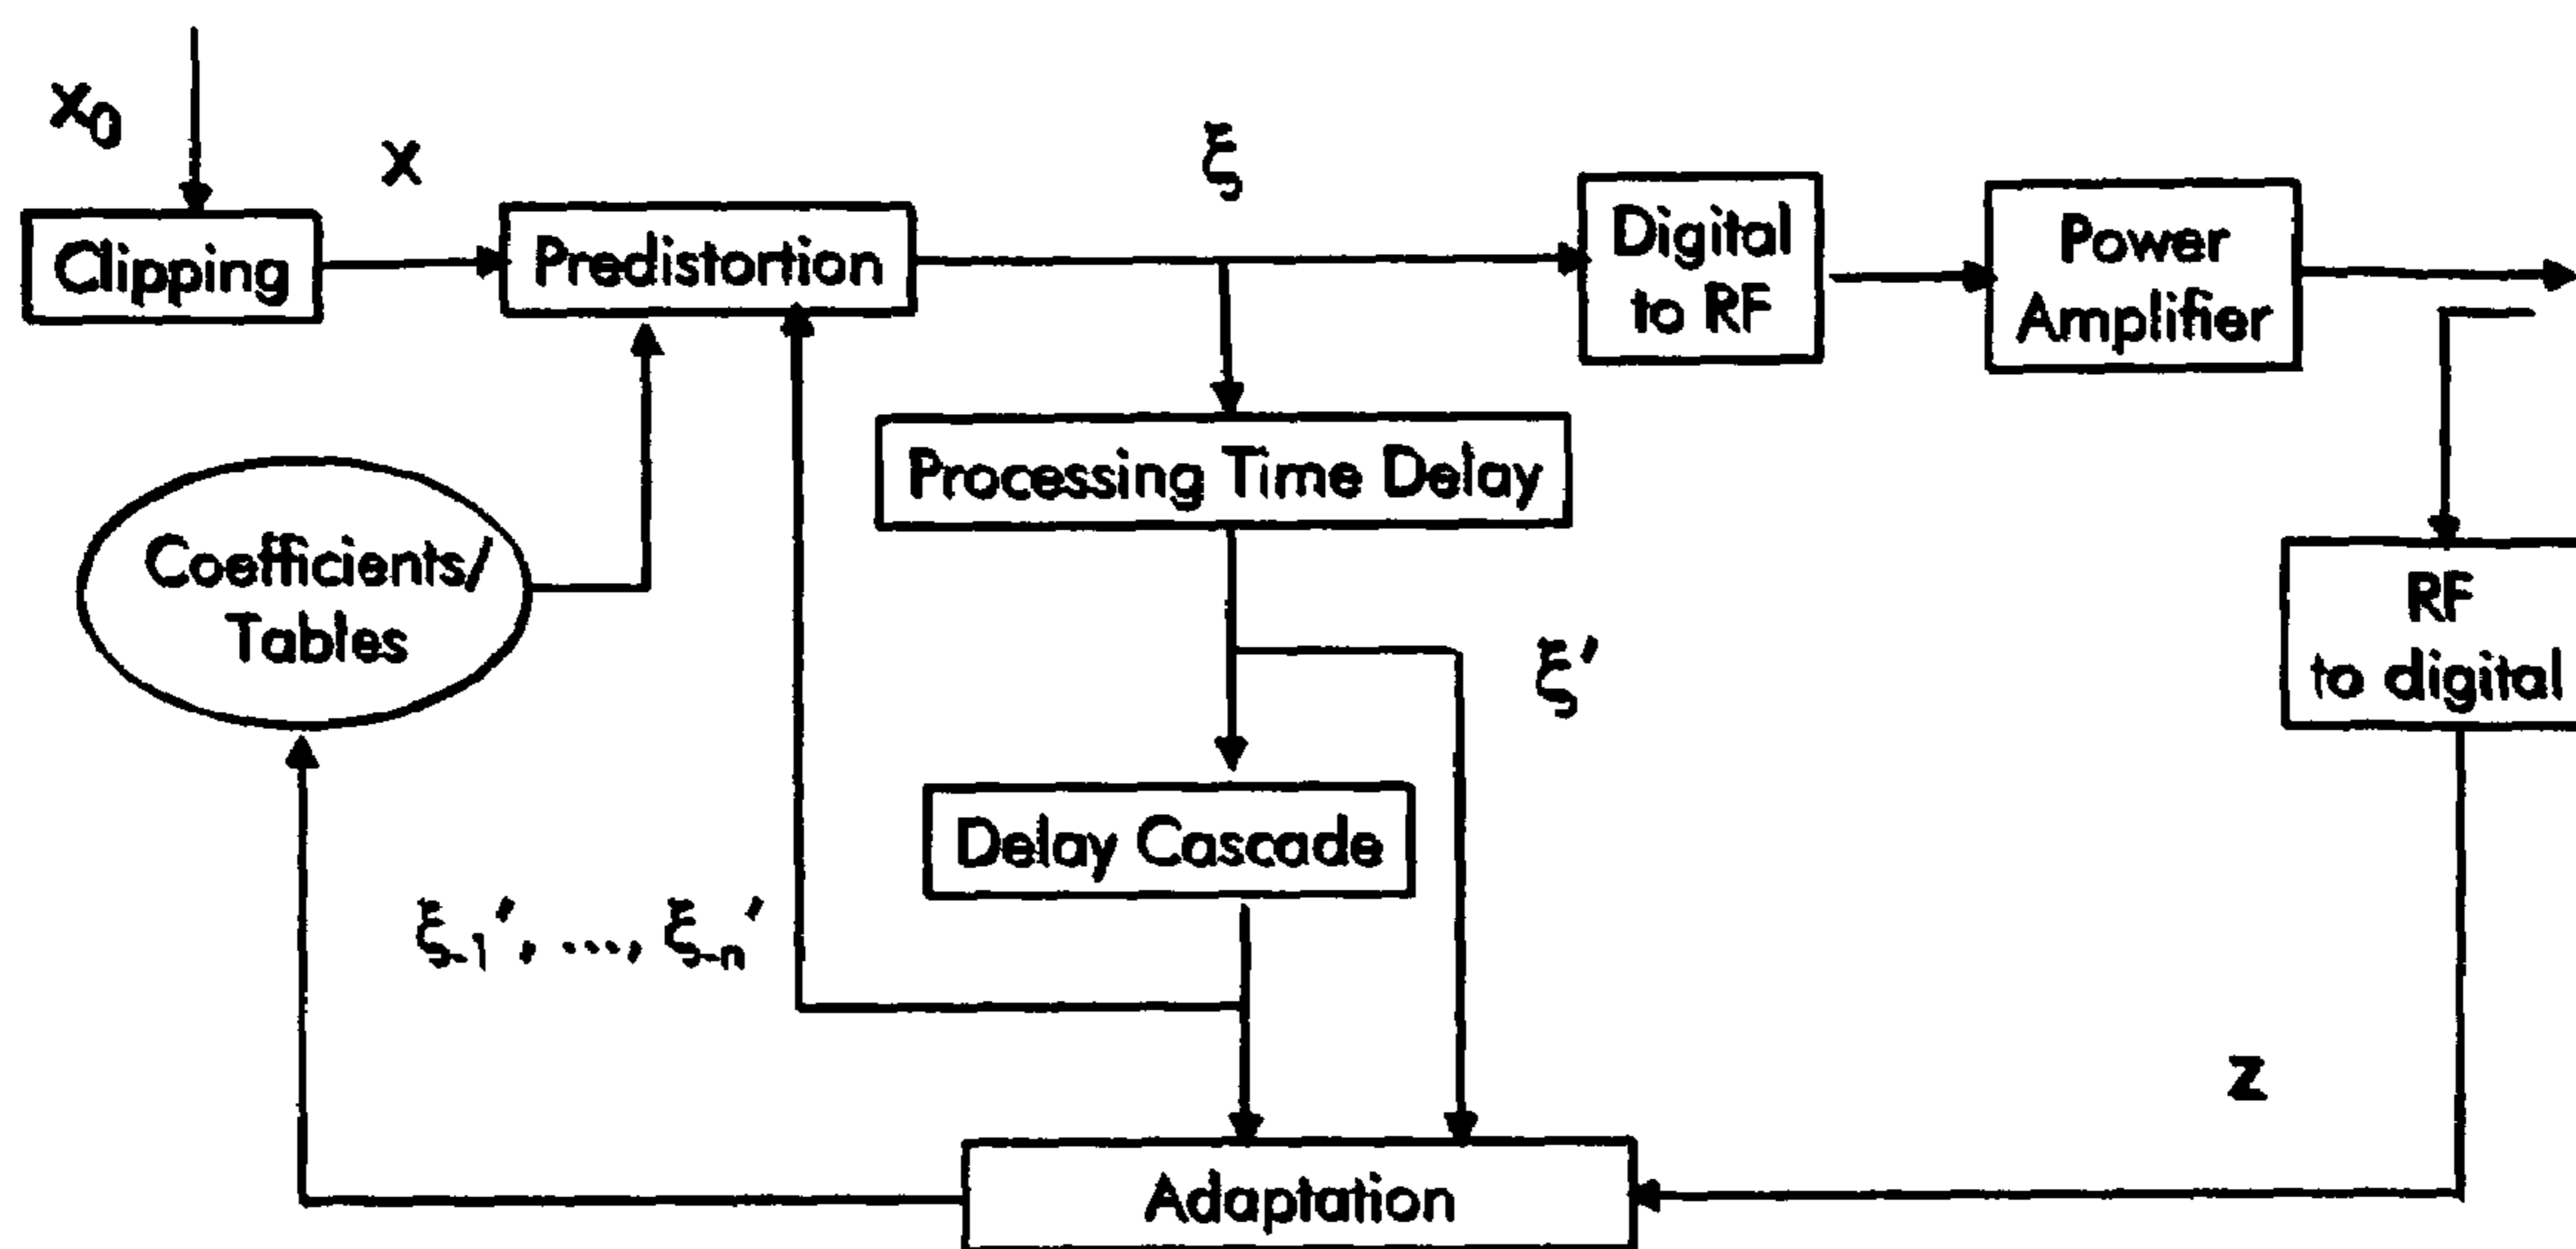 x₀
x
ξ
Clipping
Predistortion
Digital
to RF
Power
Amplifier
Processing Time Delay
Coefficients/
Tables
ξ'
RF
to digital
Delay Cascade
ξ₋₁', ..., ξ₋ₙ'
z
Adaptation